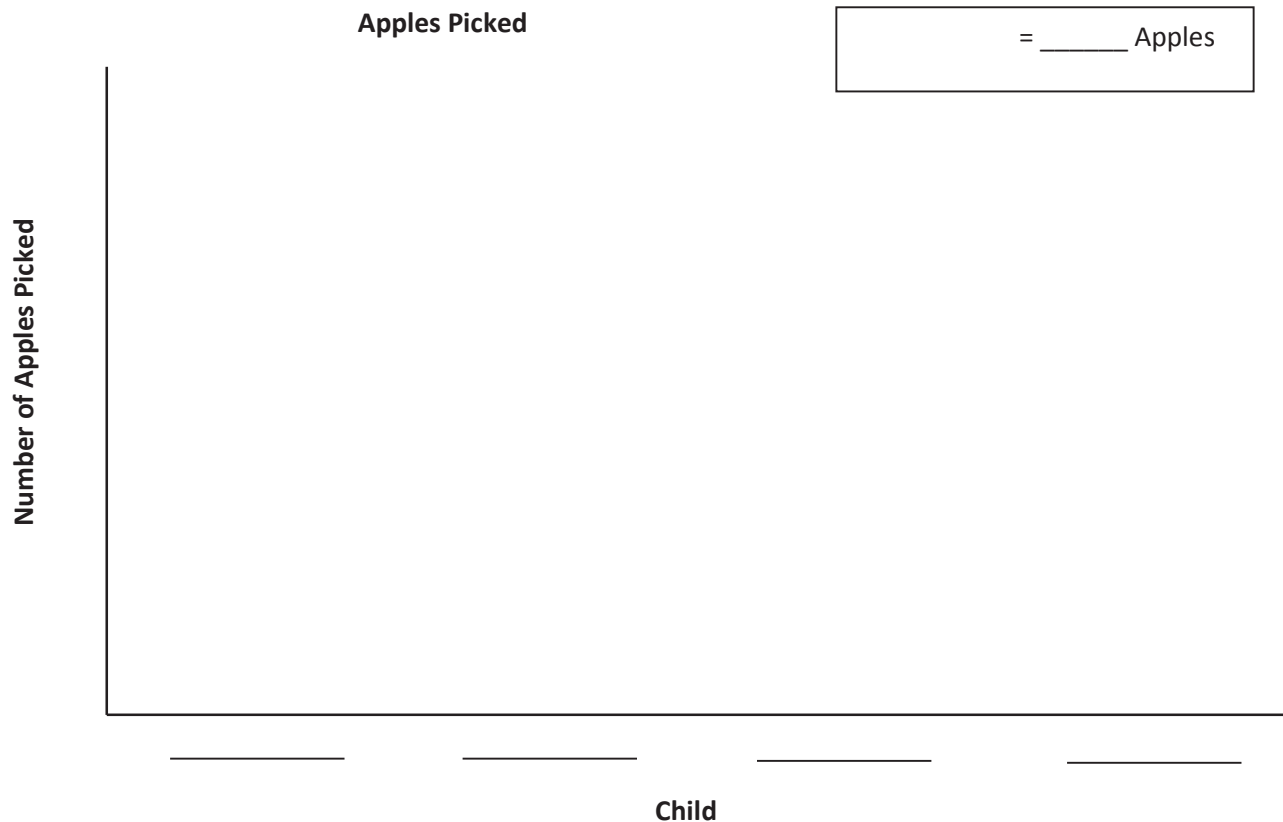 Apples Picked
= ______ Apples
Number of Apples Picked
Child